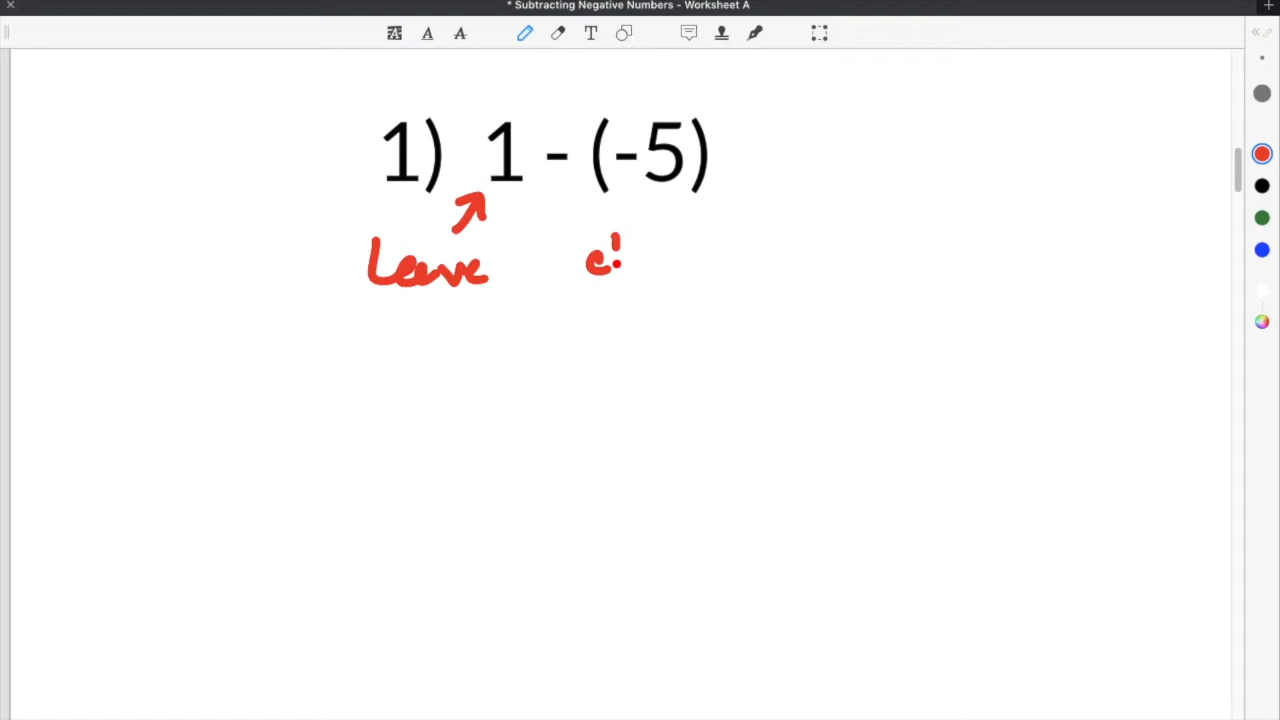 * Subtracting Negative Numbers - Worksheet A
A A A T
1) 1 - (-5)
Leave